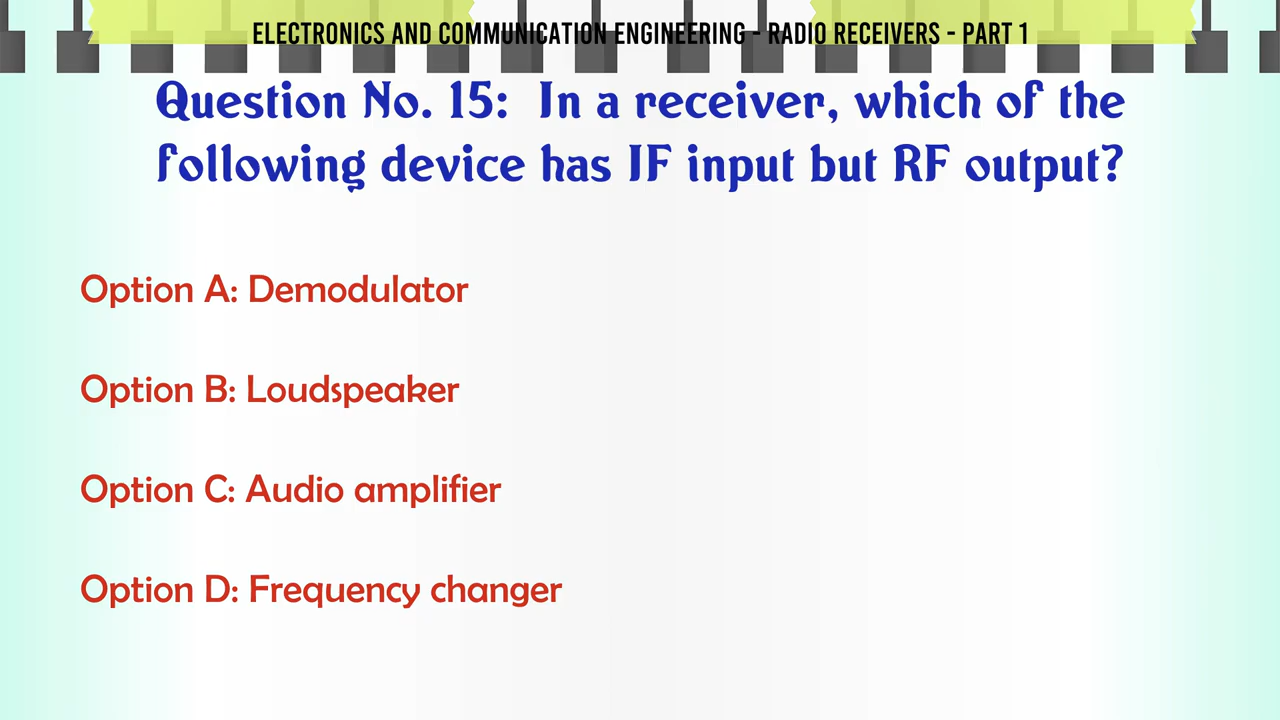 ELECTRONICS AND COMMUNICATION ENGINEERING - RADIO RECEIVERS - PART 1
Question No. 15:  In a receiver, which of the
following device has IF input but RF output?
Option A: Demodulator
Option B: Loudspeaker
Option C: Audio amplifier
Option D: Frequency changer